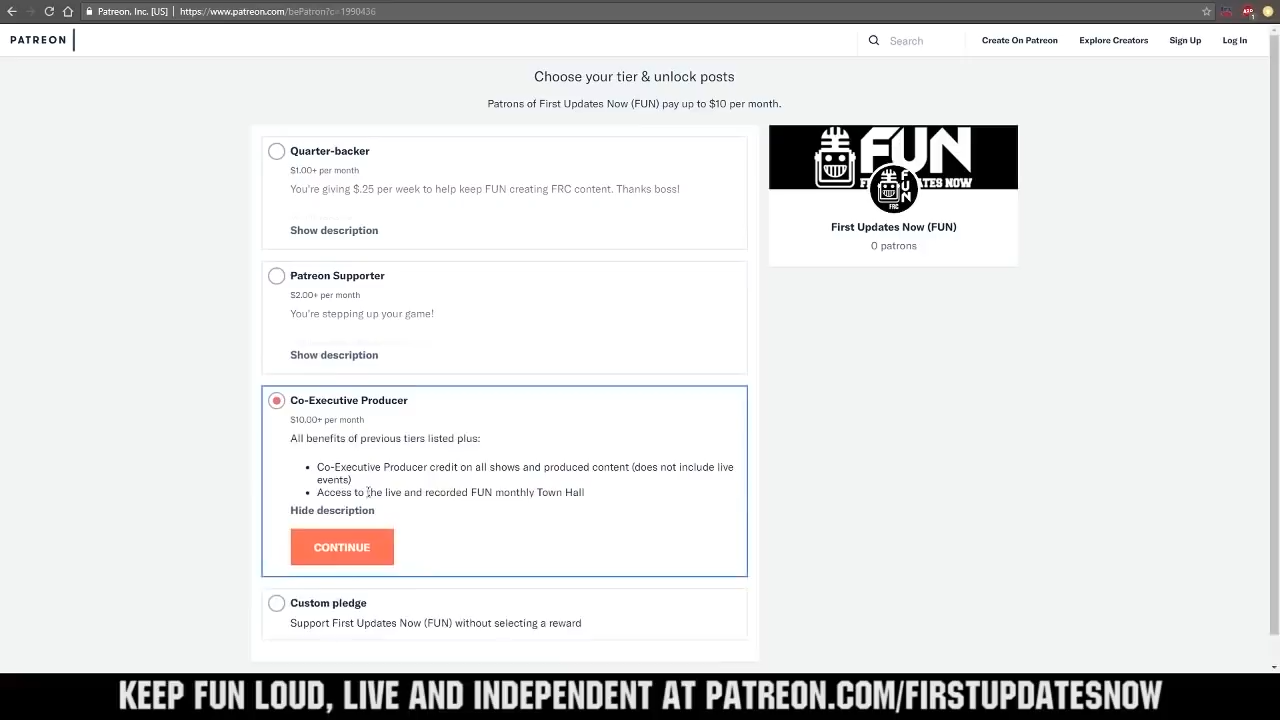 Patreon, Inc. [US] | https://www.patreon.com/bePatron?c=1990436
PATREON
Search
Create On Patreon
Explore Creators
Sign Up
Log In
Choose your tier & unlock posts
Patrons of First Updates Now (FUN) pay up to $10 per month.
Quarter-backer
$1.00+ per month
You're giving $.25 per week to help keep FUN creating FRC content. Thanks boss!
Show description
Patreon Supporter
$2.00+ per month
You're stepping up your game!
Show description
Co-Executive Producer
$10.00+ per month
All benefits of previous tiers listed plus:
• Co-Executive Producer credit on all shows and produced content (does not include live
events)
• Access to the live and recorded FUN monthly Town Hall
Hide description
CONTINUE
Custom pledge
Support First Updates Now (FUN) without selecting a reward
FUN
FUN
FRC
First Updates Now (FUN)
0 patrons
KEEP FUN LOUD, LIVE AND INDEPENDENT AT PATREON.COM/FIRSTUPDATESNOW